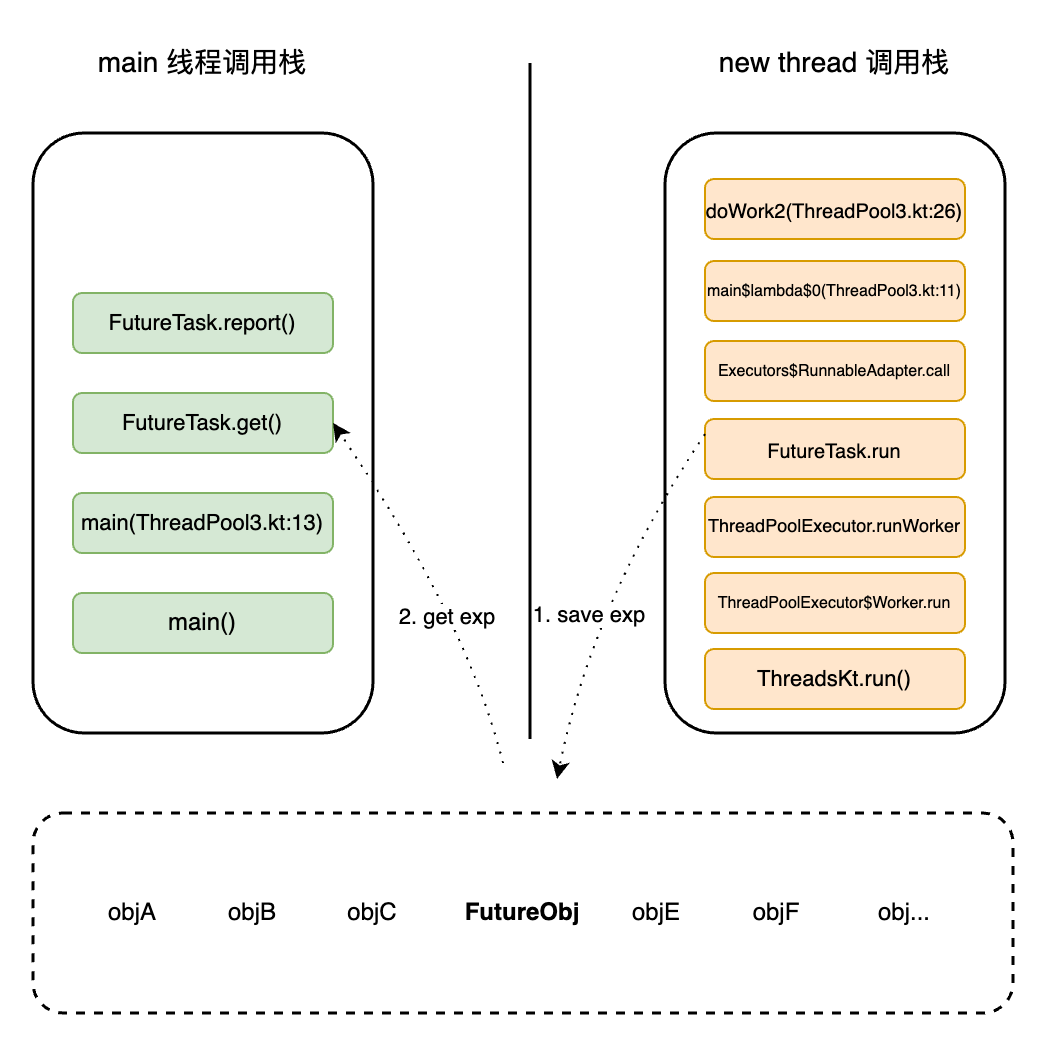 main 线程调用栈
new thread 调用栈
FutureTask.report()
FutureTask.get()
main(ThreadPool3.kt:13)
main()
doWork2(ThreadPool3.kt:26)
main$lambda$0(ThreadPool3.kt:11)
Executors$RunnableAdapter.call
FutureTask.run
ThreadPoolExecutor.runWorker
ThreadPoolExecutor$Worker.run
ThreadsKt.run()
2. get exp
1. save exp
objA
objB
objC
FutureObj
objE
objF
obj...